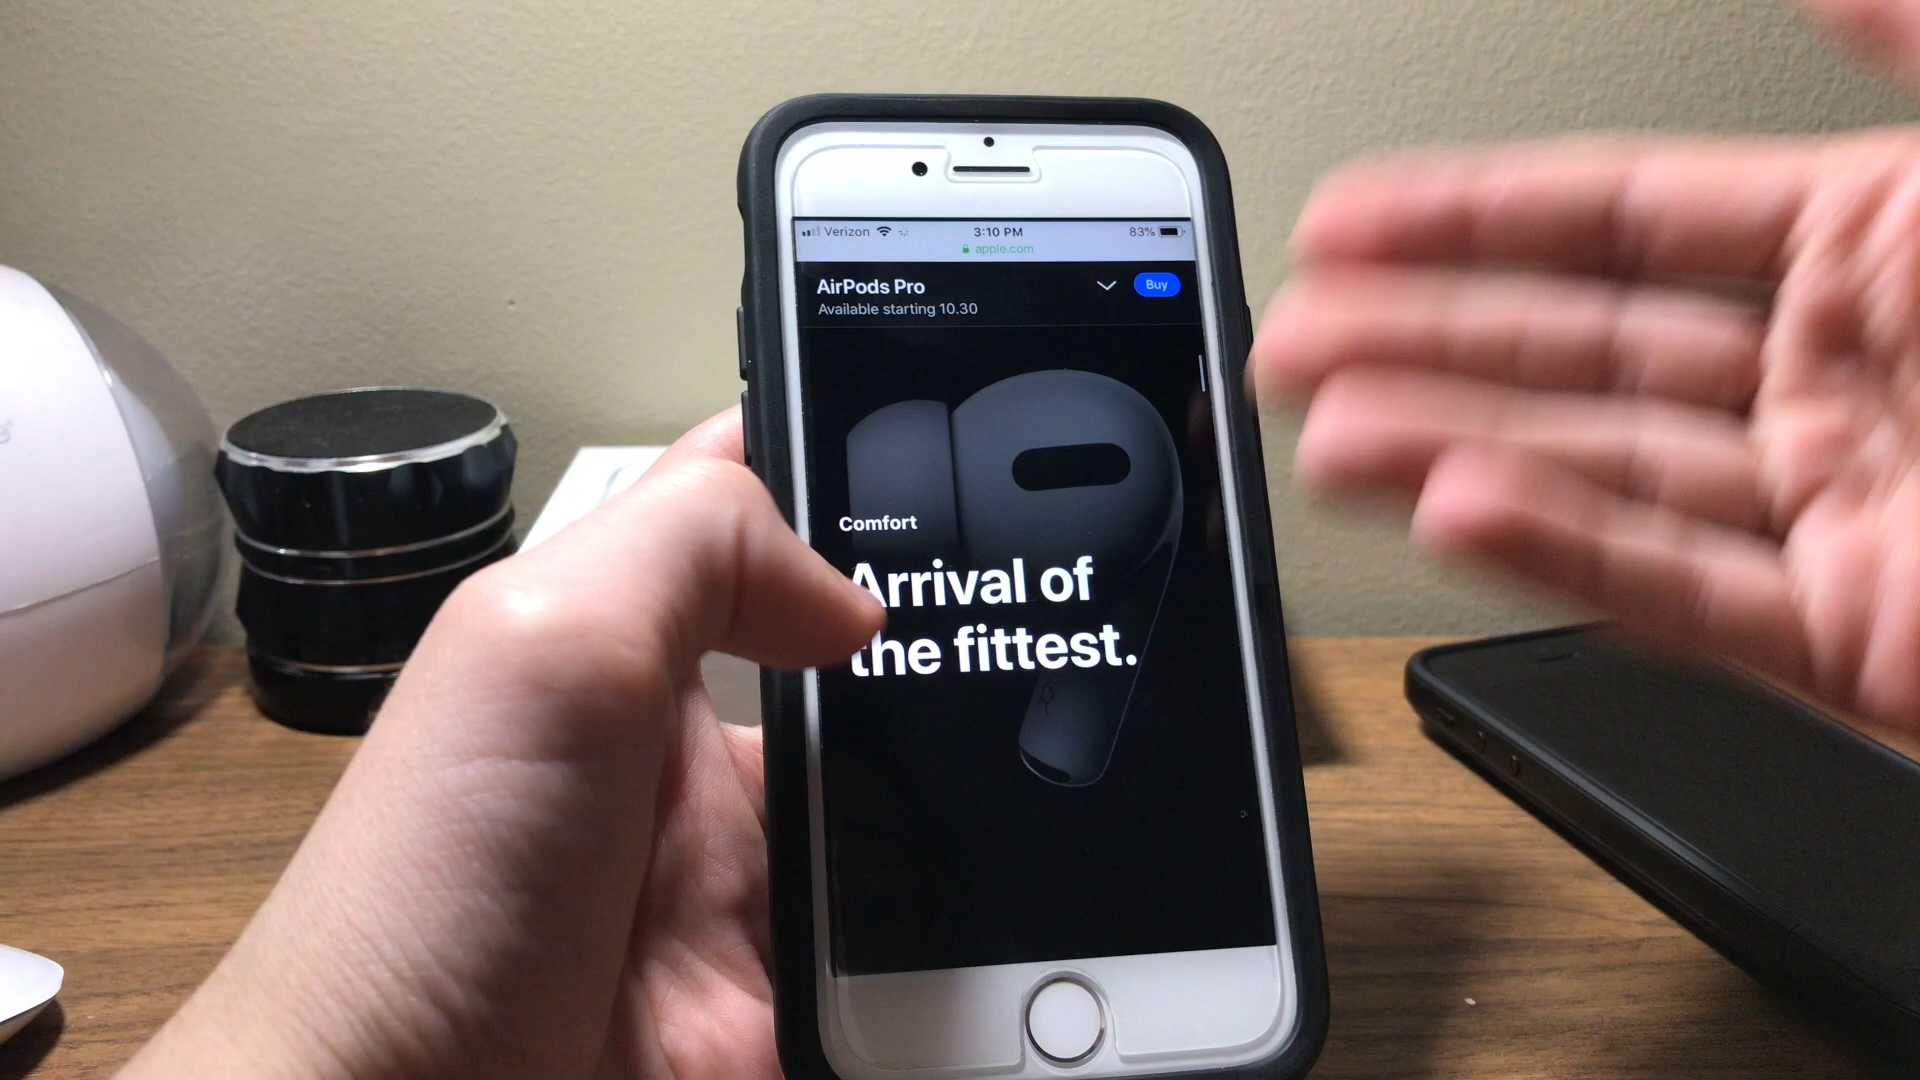 Verizon 3:10 PM 83%
apple.com
AirPods Pro
Buy
Available starting 10.30
Comfort
Arrival of
the fittest.
R